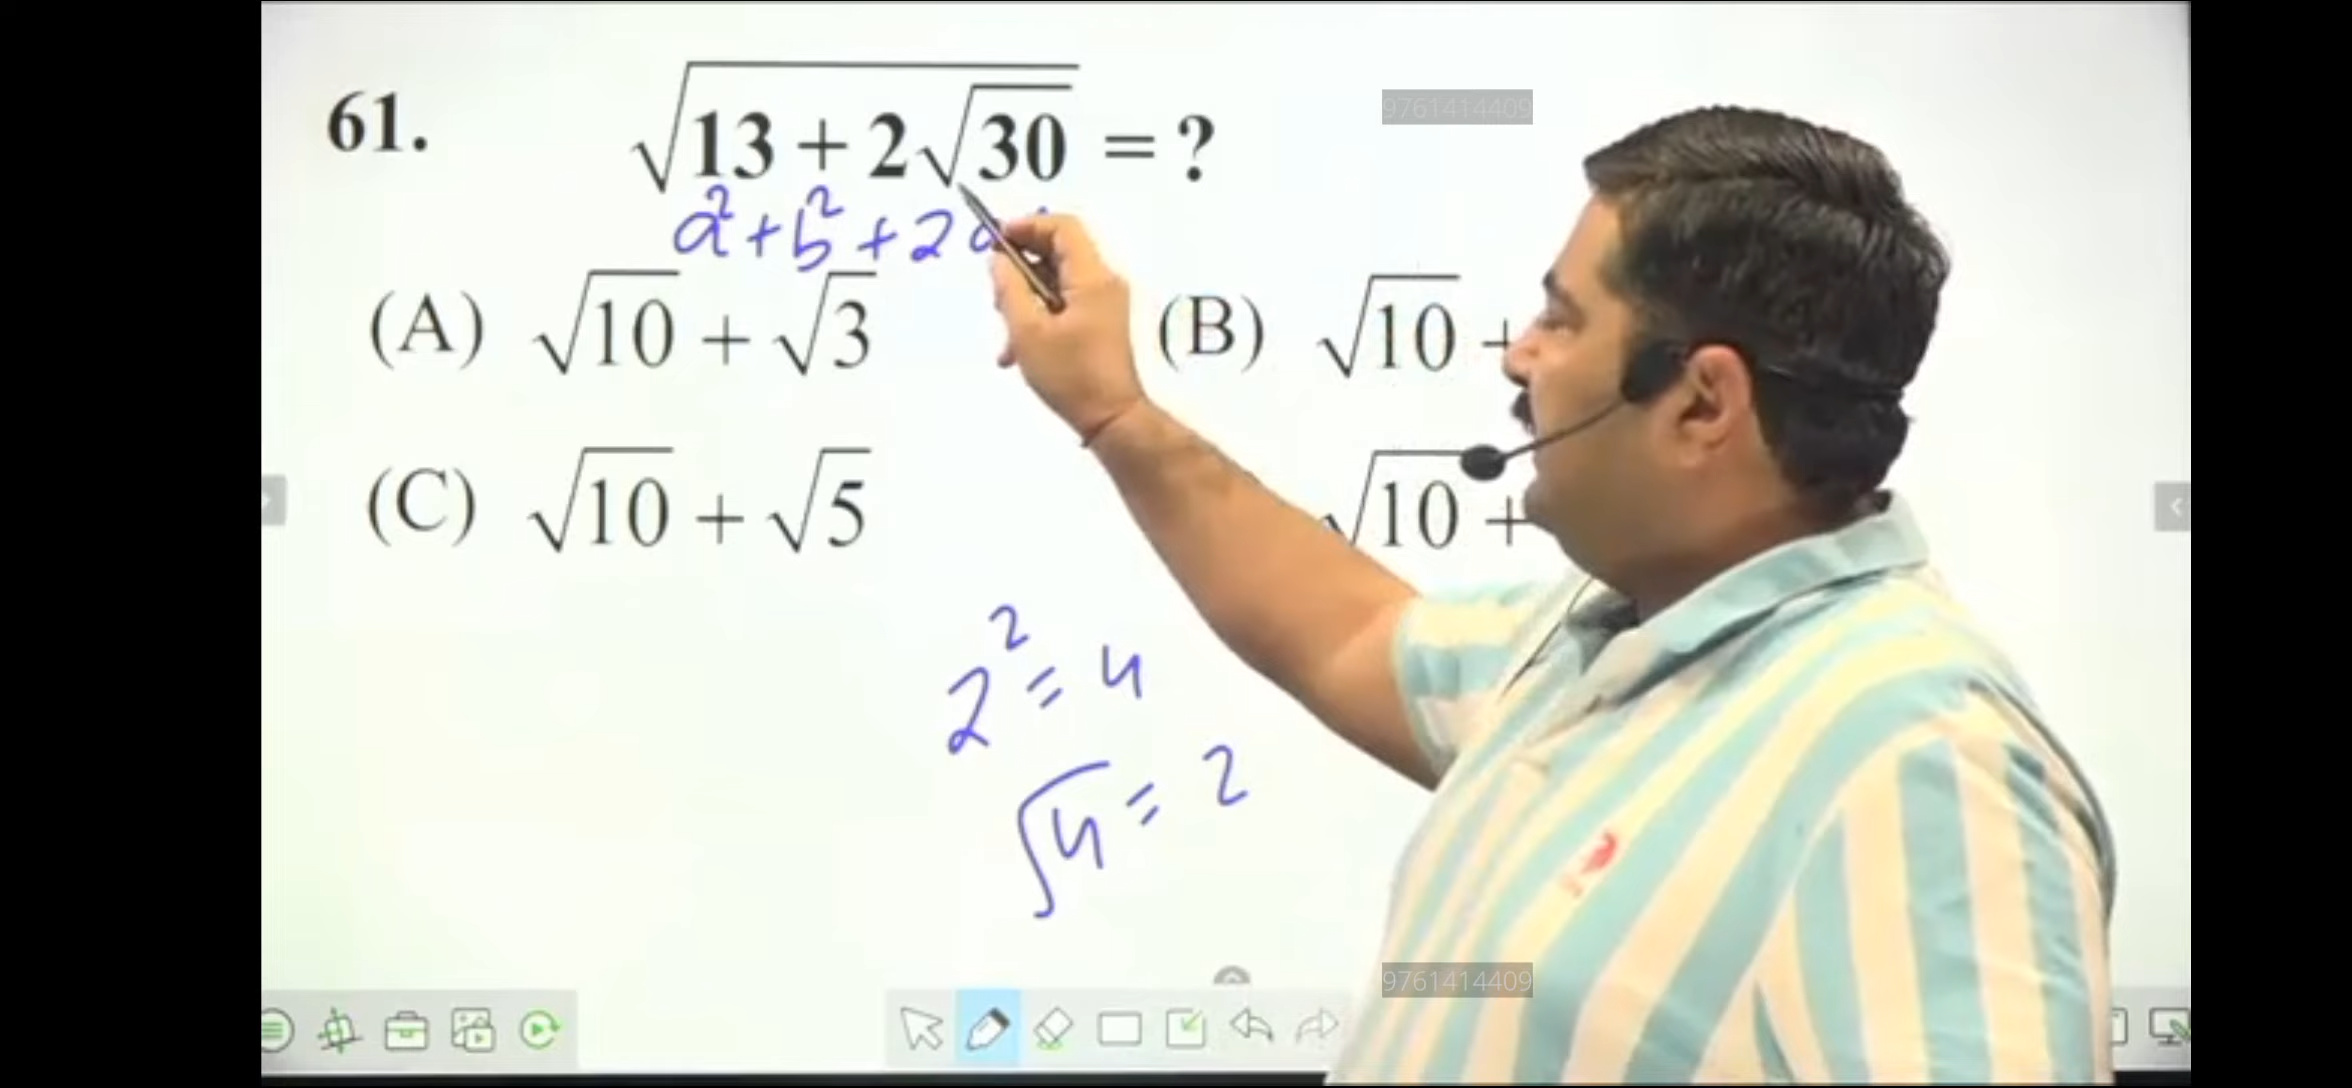 9761414409
61. √(13 + 2√30) = ?
a² + b² + 2
(A) √10 + √3
(B) √10 +
(C) √10 + √5
√10 +
2² = 4
√4 = 2
9761414409